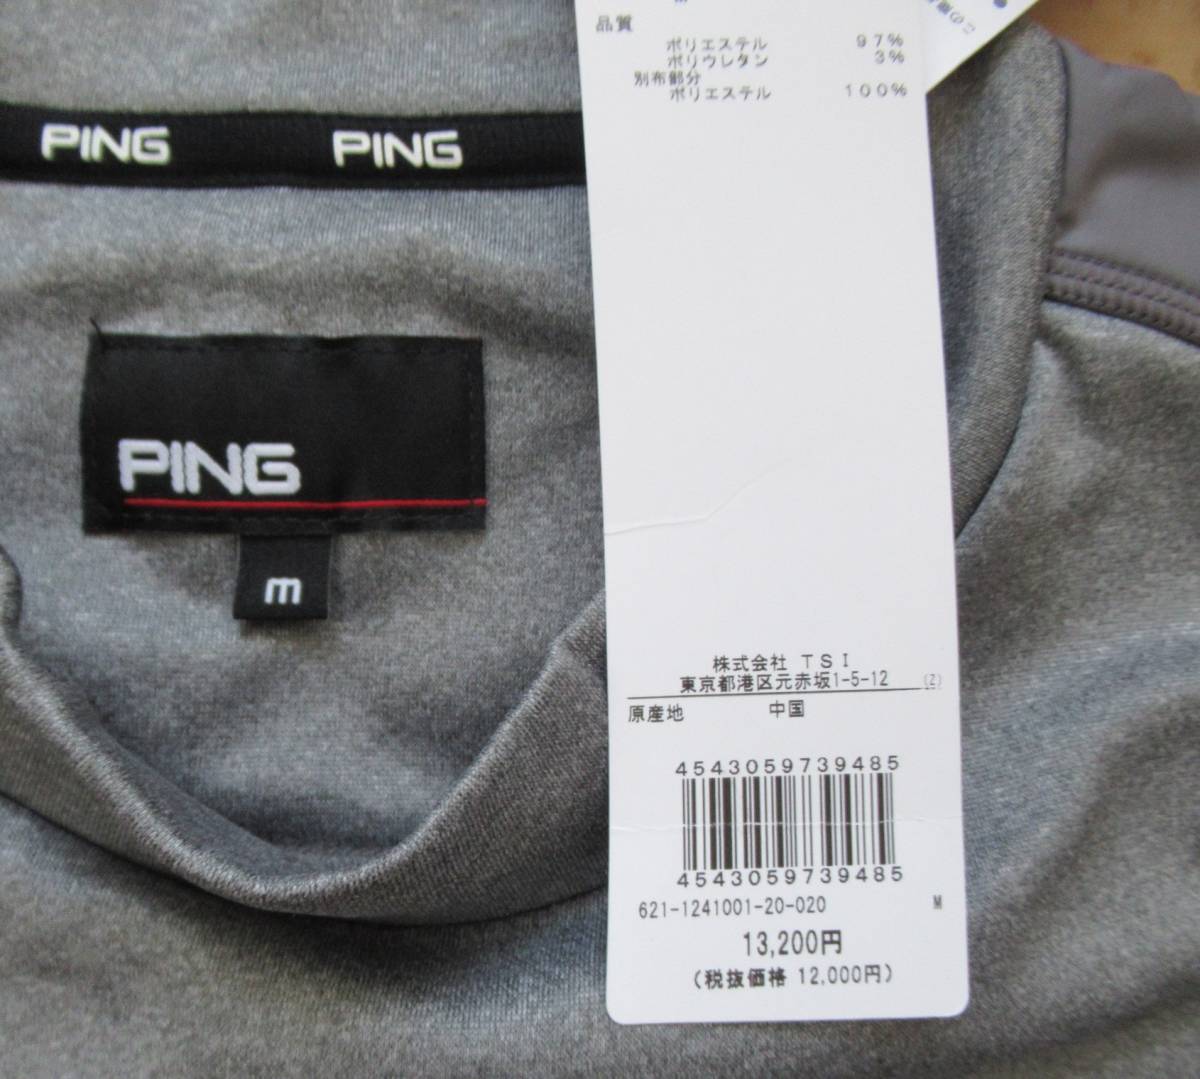 品質
ポリエステル 97%
ポリウレタン 3%
別布部分
ポリエステル 100%
PING PING
PING
m
株式会社 TSI
東京都港区元赤坂1-5-12 (Z)
原産地 中国
4543059739485
4543059739485
621-1241001-20-020 M
13,200円
(税抜価格 12,000円)